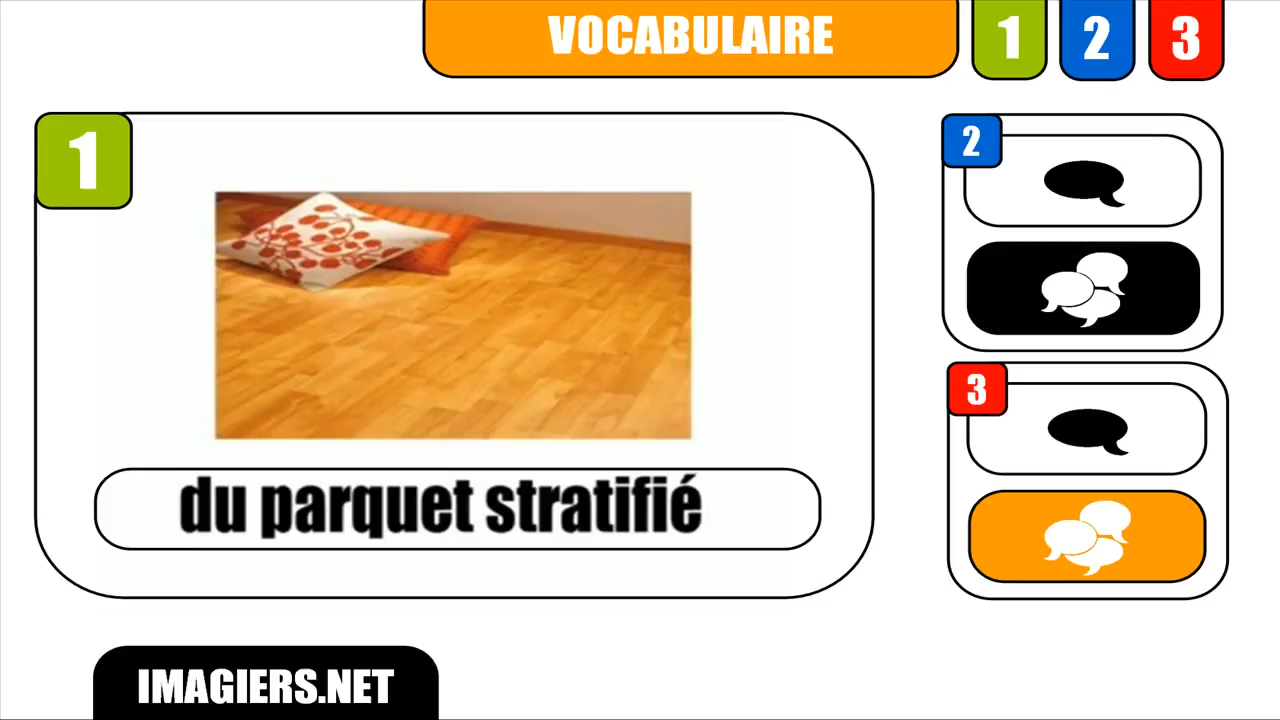 VOCABULAIRE
1
2
3
1
du parquet stratifié
2
3
IMAGIERS.NET